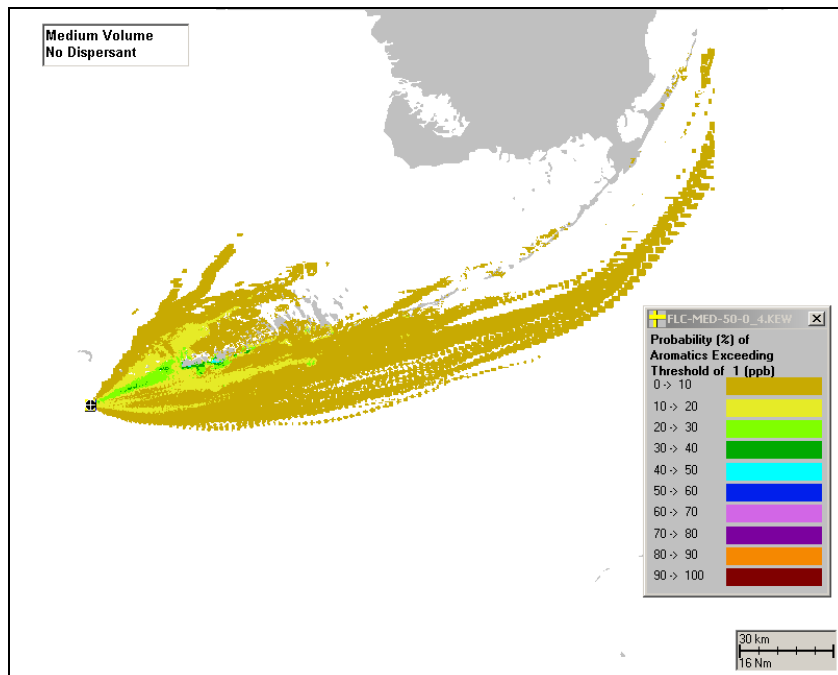 Medium Volume
No Dispersant
FLC-MED-50-0_4.KEW
Probability (%) of
Aromatics Exceeding
Threshold of 1 (ppb)
0 -> 10
10 -> 20
20 -> 30
30 -> 40
40 -> 50
50 -> 60
60 -> 70
70 -> 80
80 -> 90
90 -> 100
30 km
16 Nm